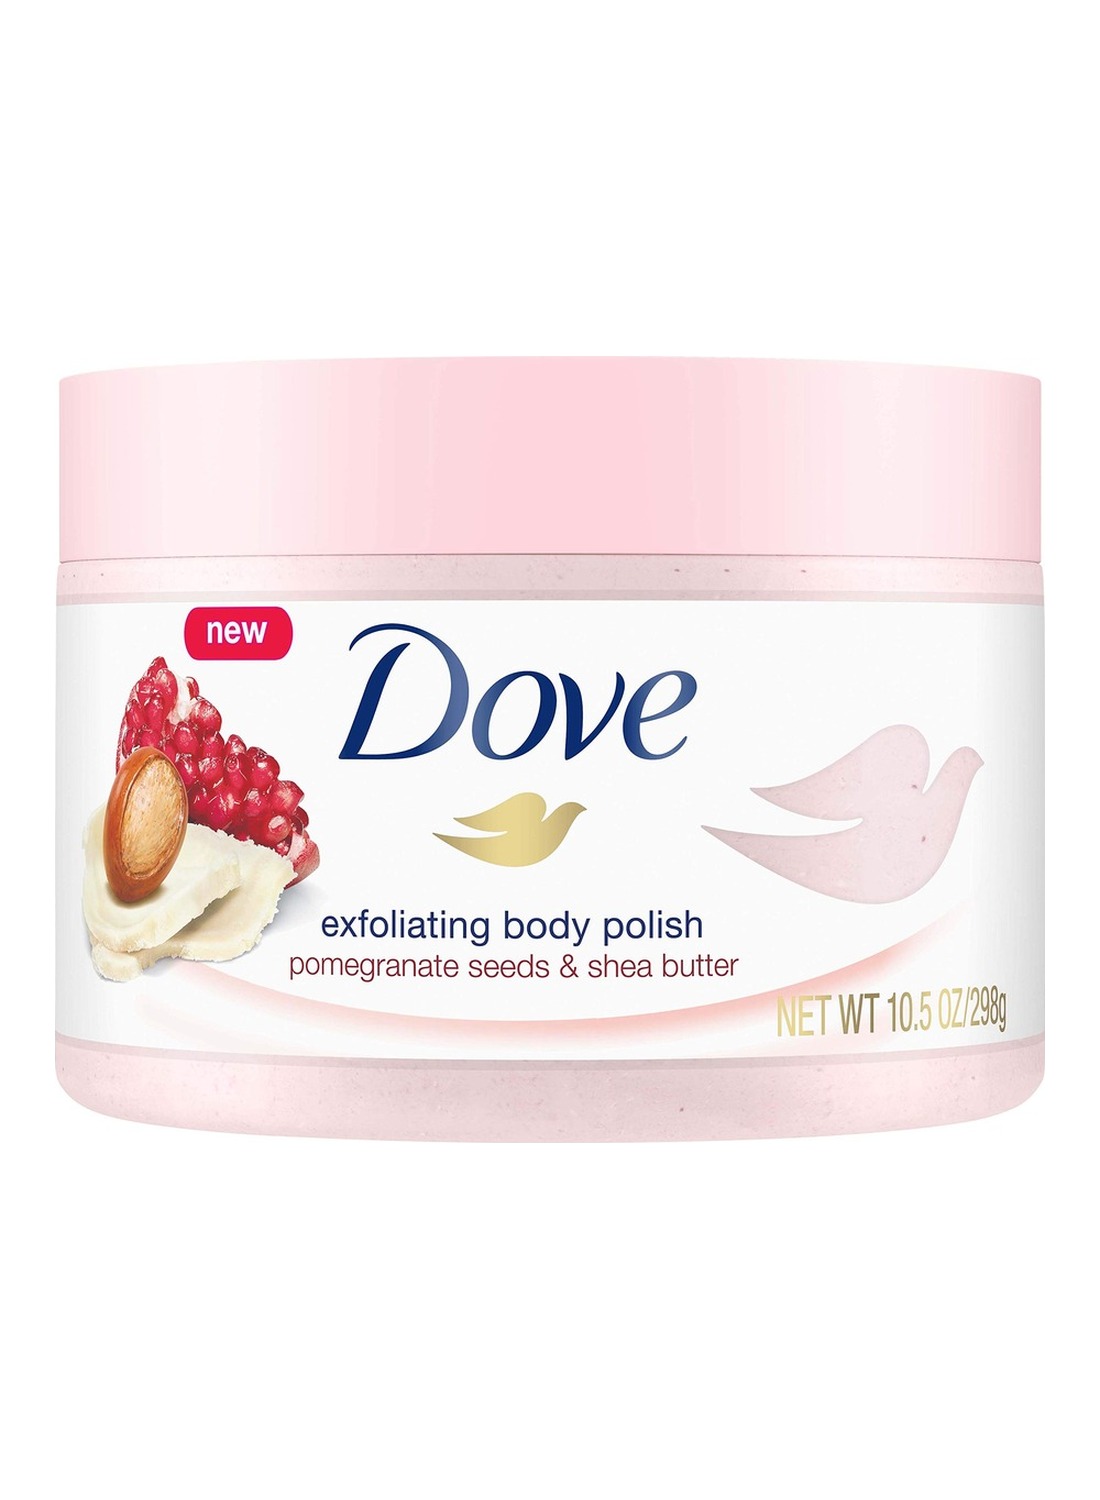 new
Dove
exfoliating body polish
pomegranate seeds & shea butter
NET WT 10.5 OZ/298g